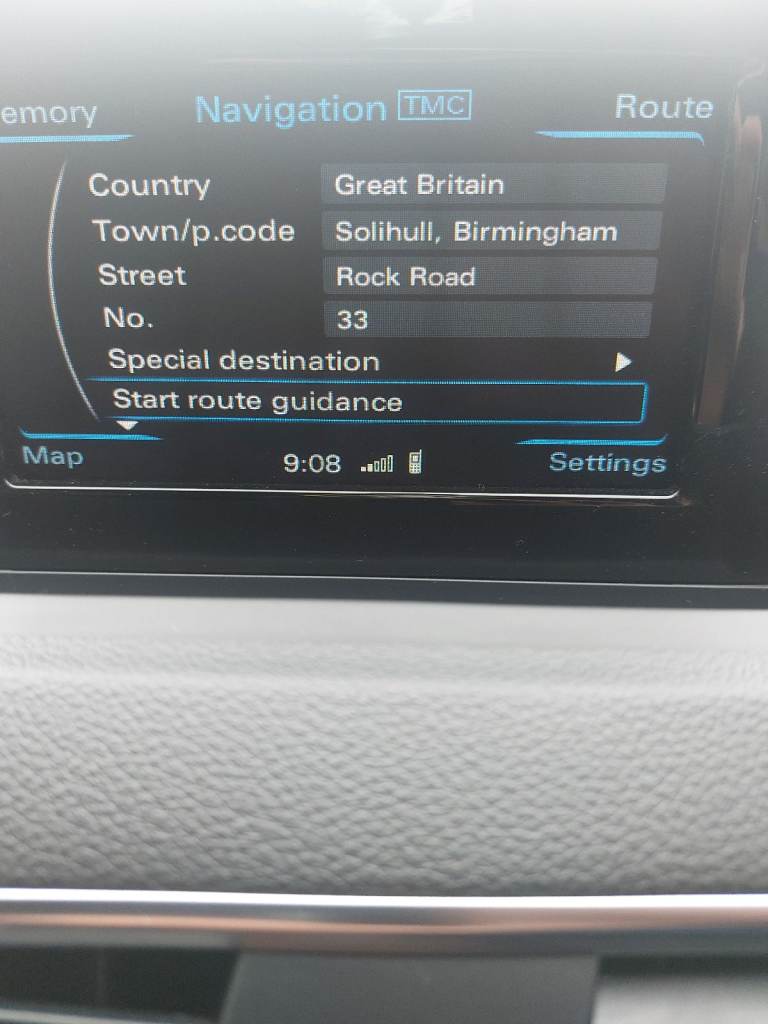 emory Navigation TMC Route
Country Great Britain
Town/p.code Solihull, Birmingham
Street Rock Road
No. 33
Special destination
Start route guidance
Map 9:08 Settings